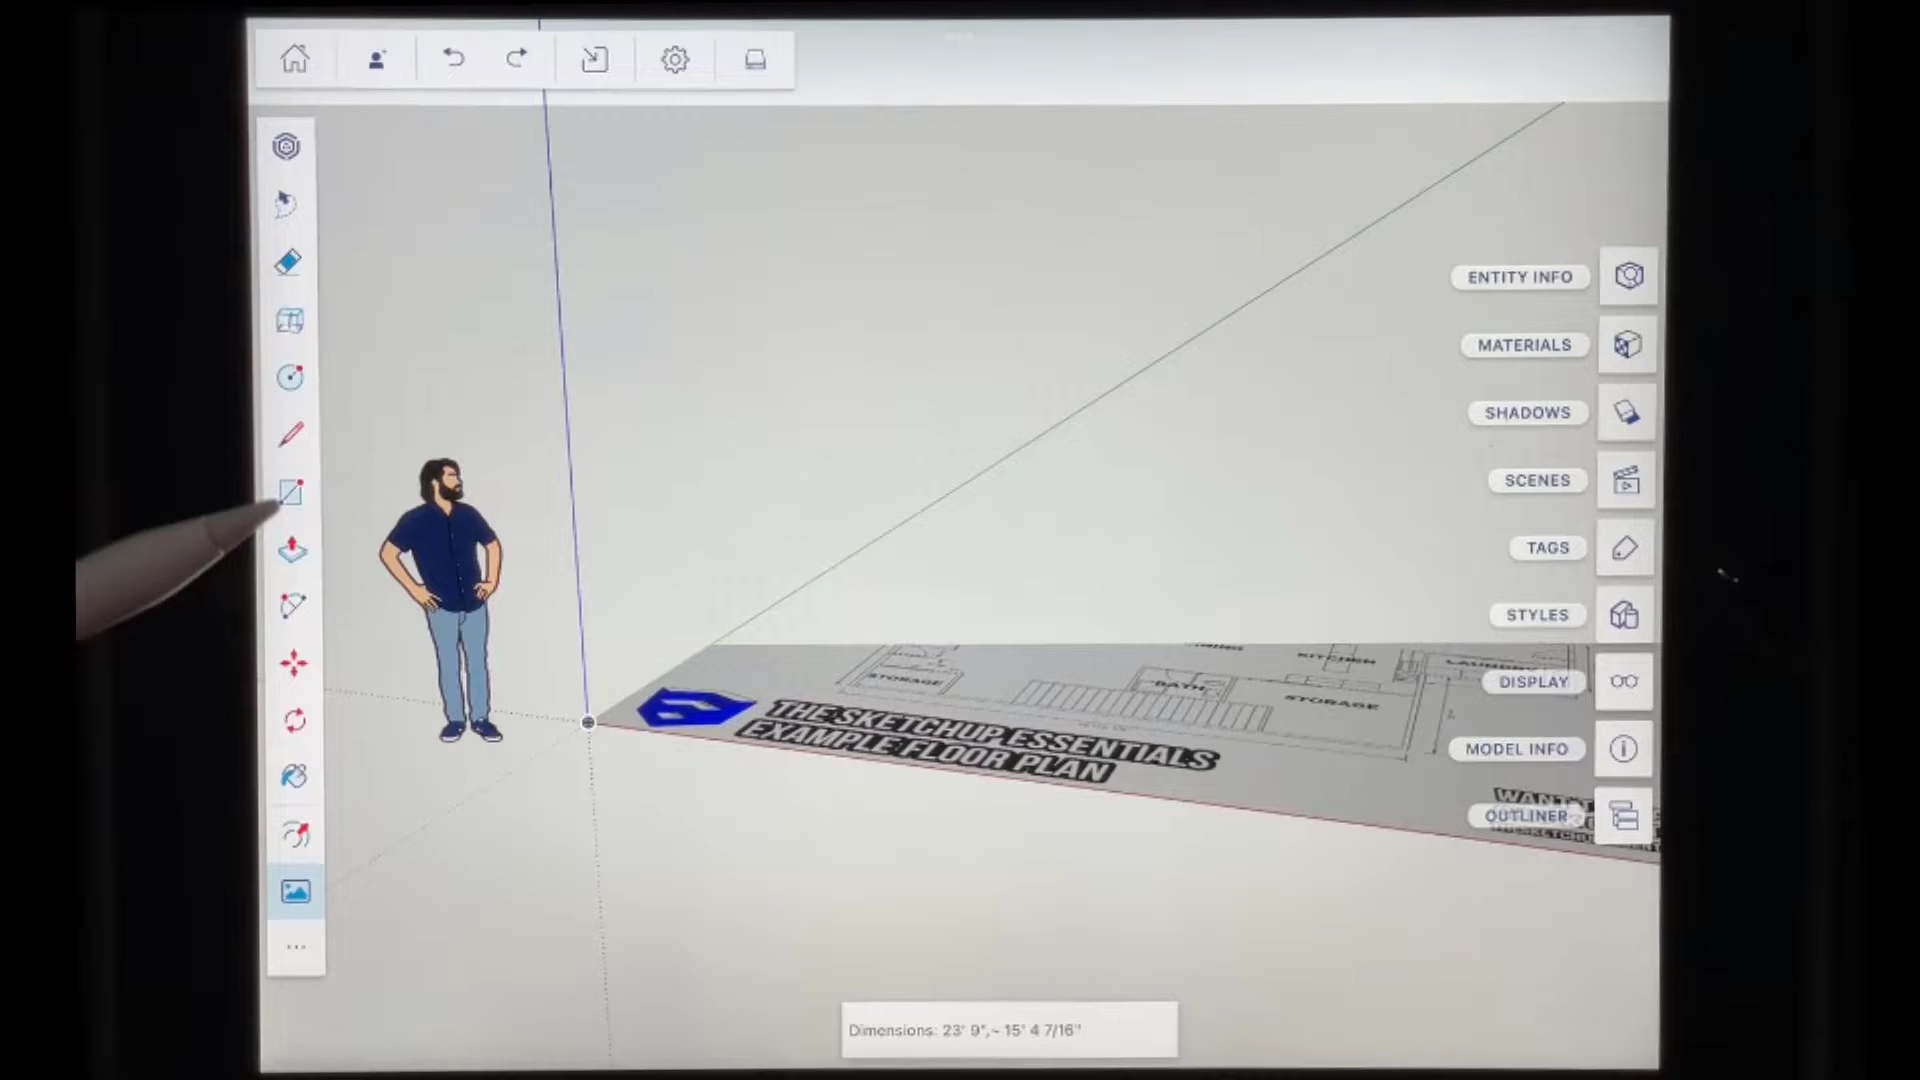 ENTITY INFO
MATERIALS
SHADOWS
SCENES
TAGS
STYLES
DISPLAY
MODEL INFO
OUTLINER
KITCHEN
LAUNDRY
STORAGE
BATH
STORAGE
THE SKETCHUP ESSENTIALS
EXAMPLE FLOOR PLAN
Dimensions: 23' 9",~ 15' 4 7/16"